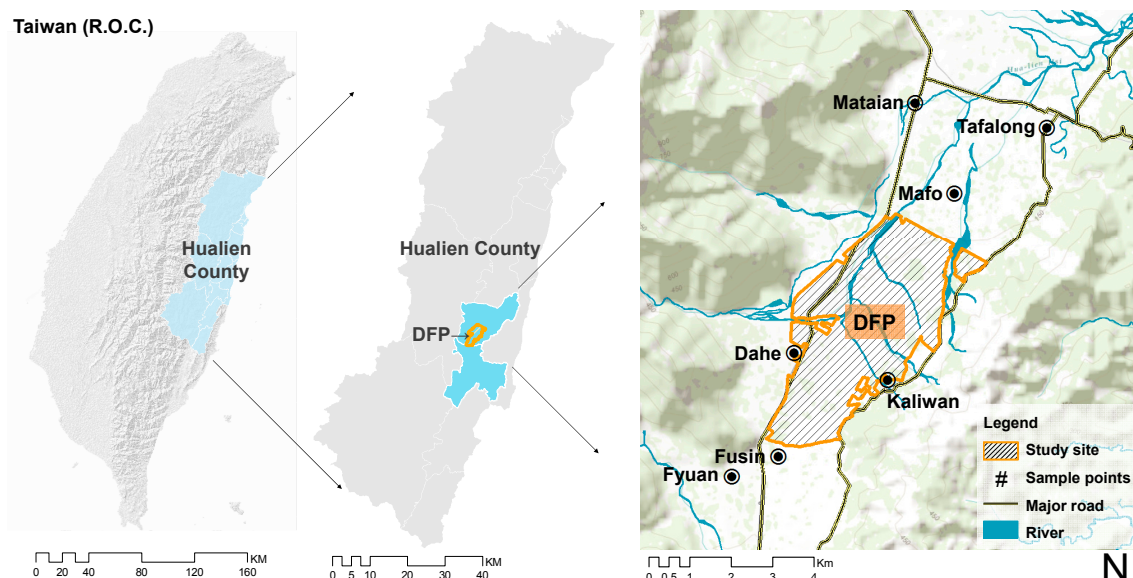 Taiwan (R.O.C.)
Hualien
County
0 20 40 80 120 160
KM
Hualien County
DFP
0 5 10 20 30 40
KM
Mataian
Tafalong
Mafo
DFP
Dahe
Kaliwan
Fusin
Fyuan
Legend
Study site
# Sample points
Major road
River
0 0.5 1 2 3 4
Km
N